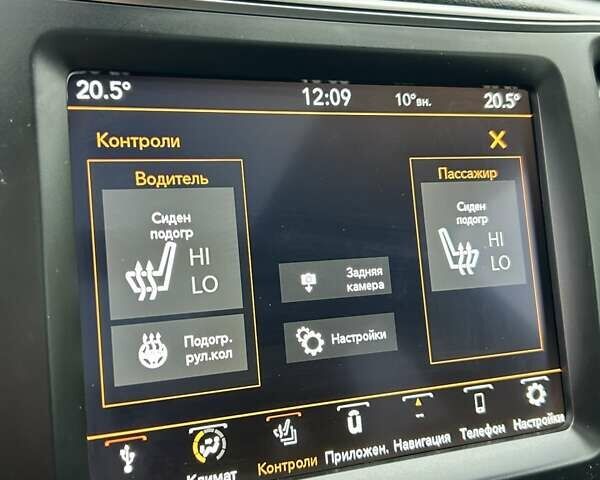 20.5°
12:09
10°вн.
20.5°
Контроли
Водитель
Пассажир
Сиден
подогр
HI
LO
Подогр.
рул.кол
Задняя
камера
Настройки
Сиден
подогр
HI
LO
Климат
Контроли
Приложен.
Навигация
Телефон
Настройки